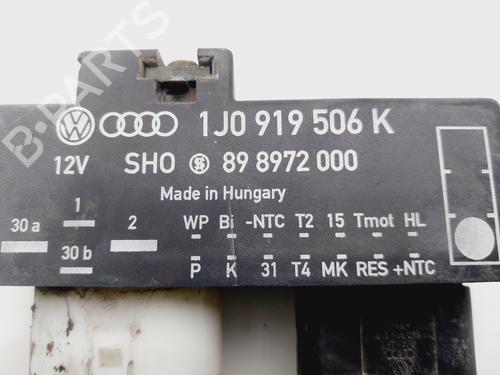 B-PARTS
1J0 919 506 K
12V SHO 89 8972 000
Made in Hungary
30 a 1 2 WP Bi -NTC T2 15 Tmot HL
30 b P K 31 T4 MK RES +NTC